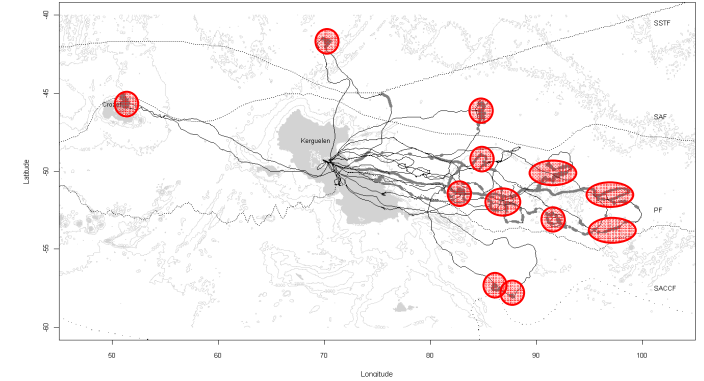 -40
SSTF
-45
Crozet
SAF
Kerguelen
Latitude
-50
PF
-55
SACCF
-60
50
60
70
80
90
100
Longitude